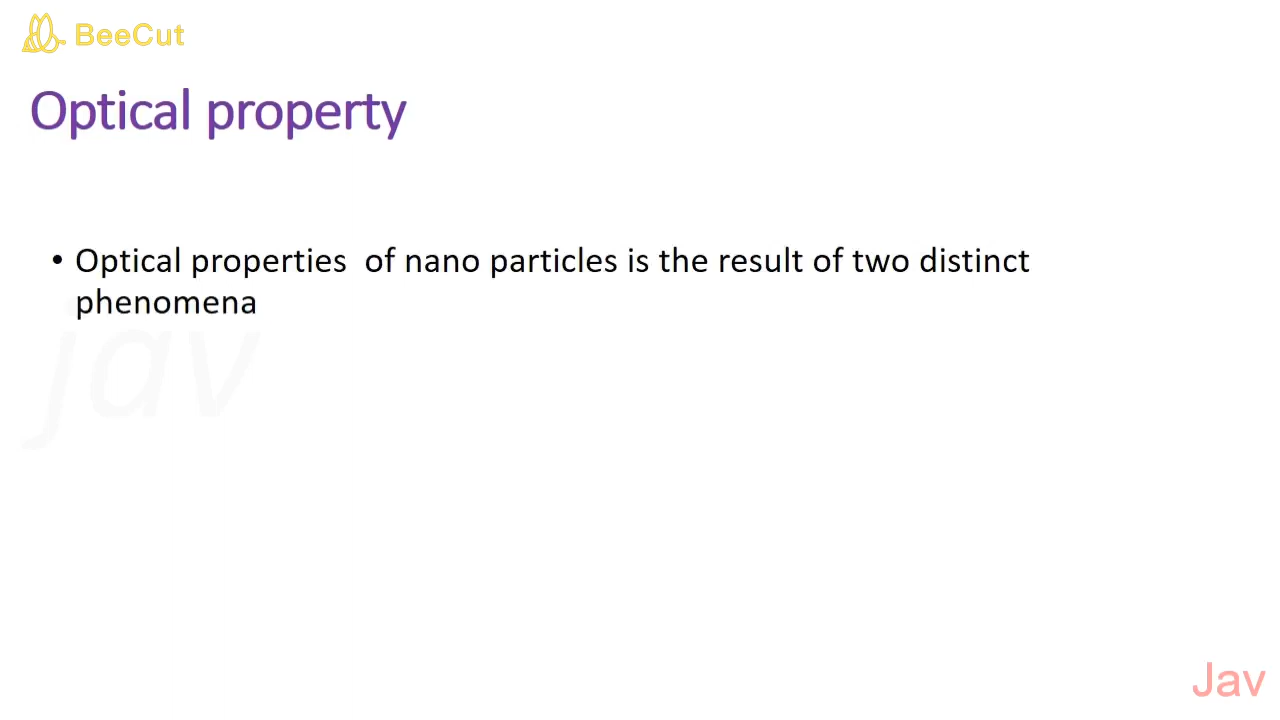 BeeCut
Optical property
• Optical properties  of nano particles is the result of two distinct
phenomena
jav
Jav